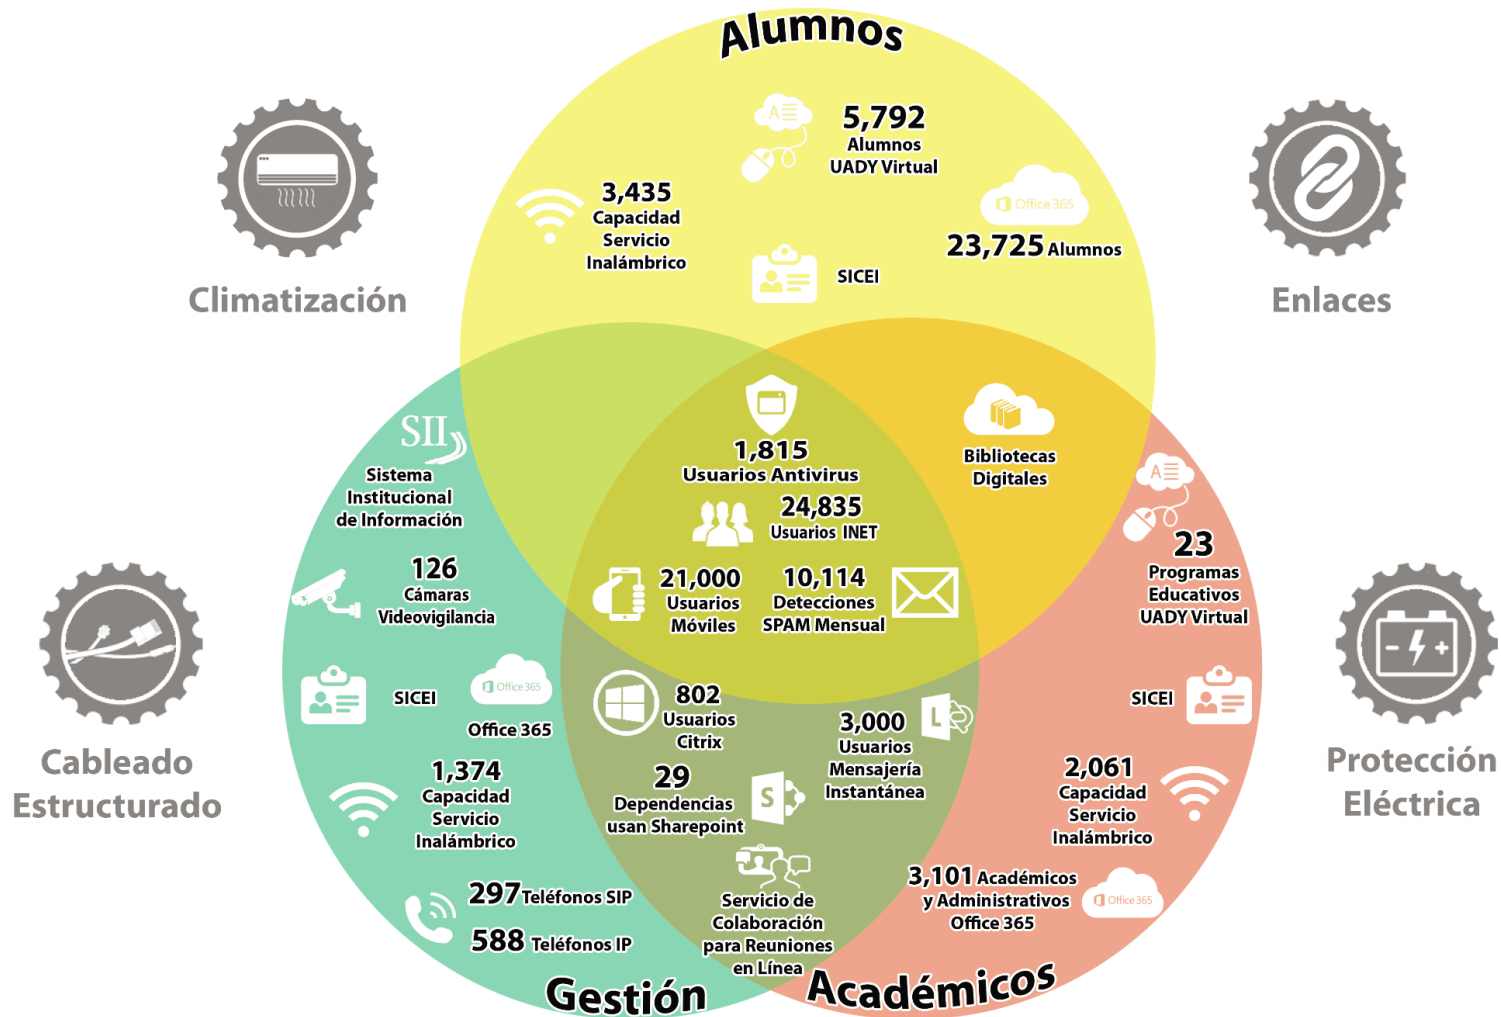 Alumnos
5,792
Alumnos
UADY Virtual
A
3,435
Capacidad
Servicio
Inalámbrico
Office 365
23,725 Alumnos
SICEI
Climatización
Enlaces
1,815
Usuarios Antivirus
24,835
Usuarios INET
21,000
Usuarios
Móviles
10,114
Detecciones
SPAM Mensual
Bibliotecas
Digitales
SII
Sistema
Institucional
de Información
126
Cámaras
Videovigilancia
SICEI
Office 365
Office 365
1,374
Capacidad
Servicio
Inalámbrico
297 Teléfonos SIP
588 Teléfonos IP
Gestión
802
Usuarios
Citrix
L
3,000
Usuarios
Mensajería
Instantánea
29
Dependencias
usan Sharepoint
S
Servicio de
Colaboración
para Reuniones
en Línea
A
23
Programas
Educativos
UADY Virtual
SICEI
2,061
Capacidad
Servicio
Inalámbrico
3,101 Académicos
y Administrativos
Office 365
Office 365
Académicos
Cableado
Estructurado
Protección
Eléctrica